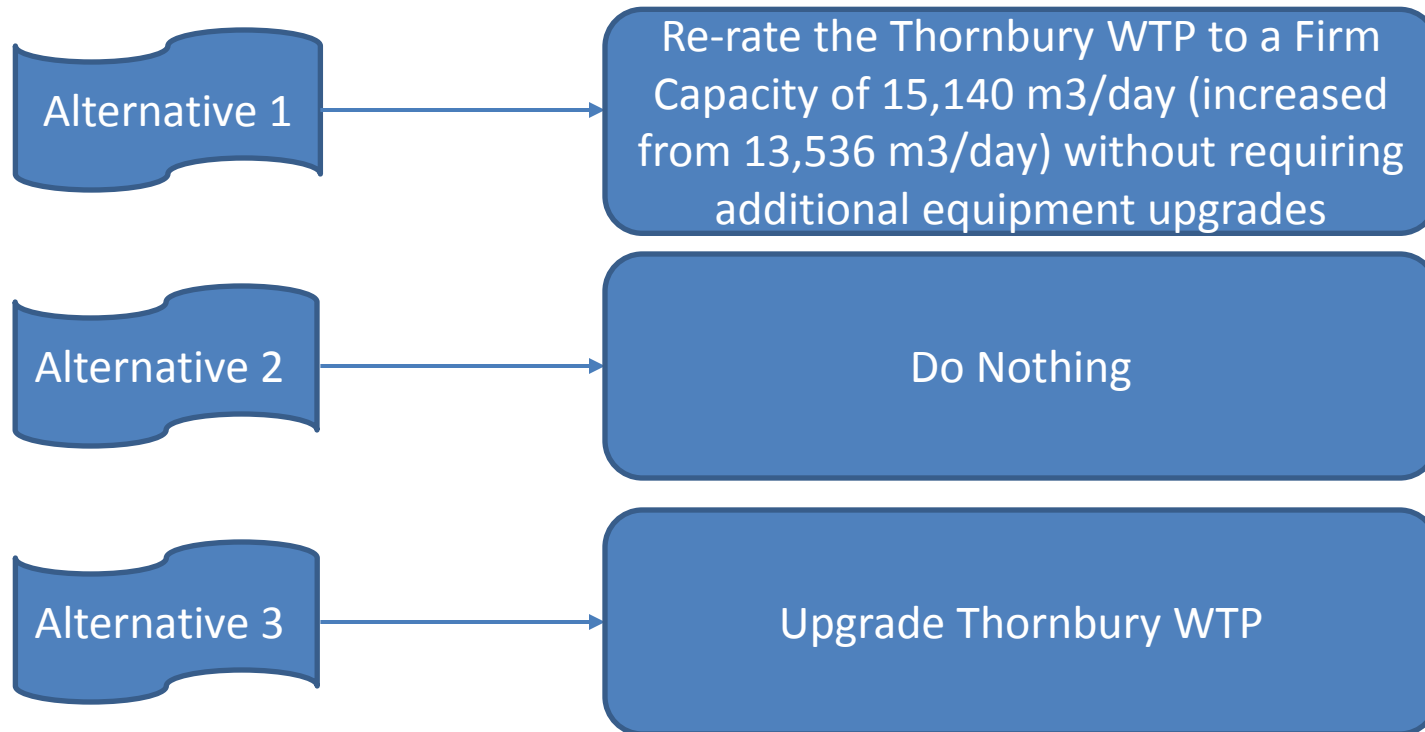 Alternative 1
Re-rate the Thornbury WTP to a Firm
Capacity of 15,140 m3/day (increased
from 13,536 m3/day) without requiring
additional equipment upgrades
Alternative 2
Do Nothing
Alternative 3
Upgrade Thornbury WTP